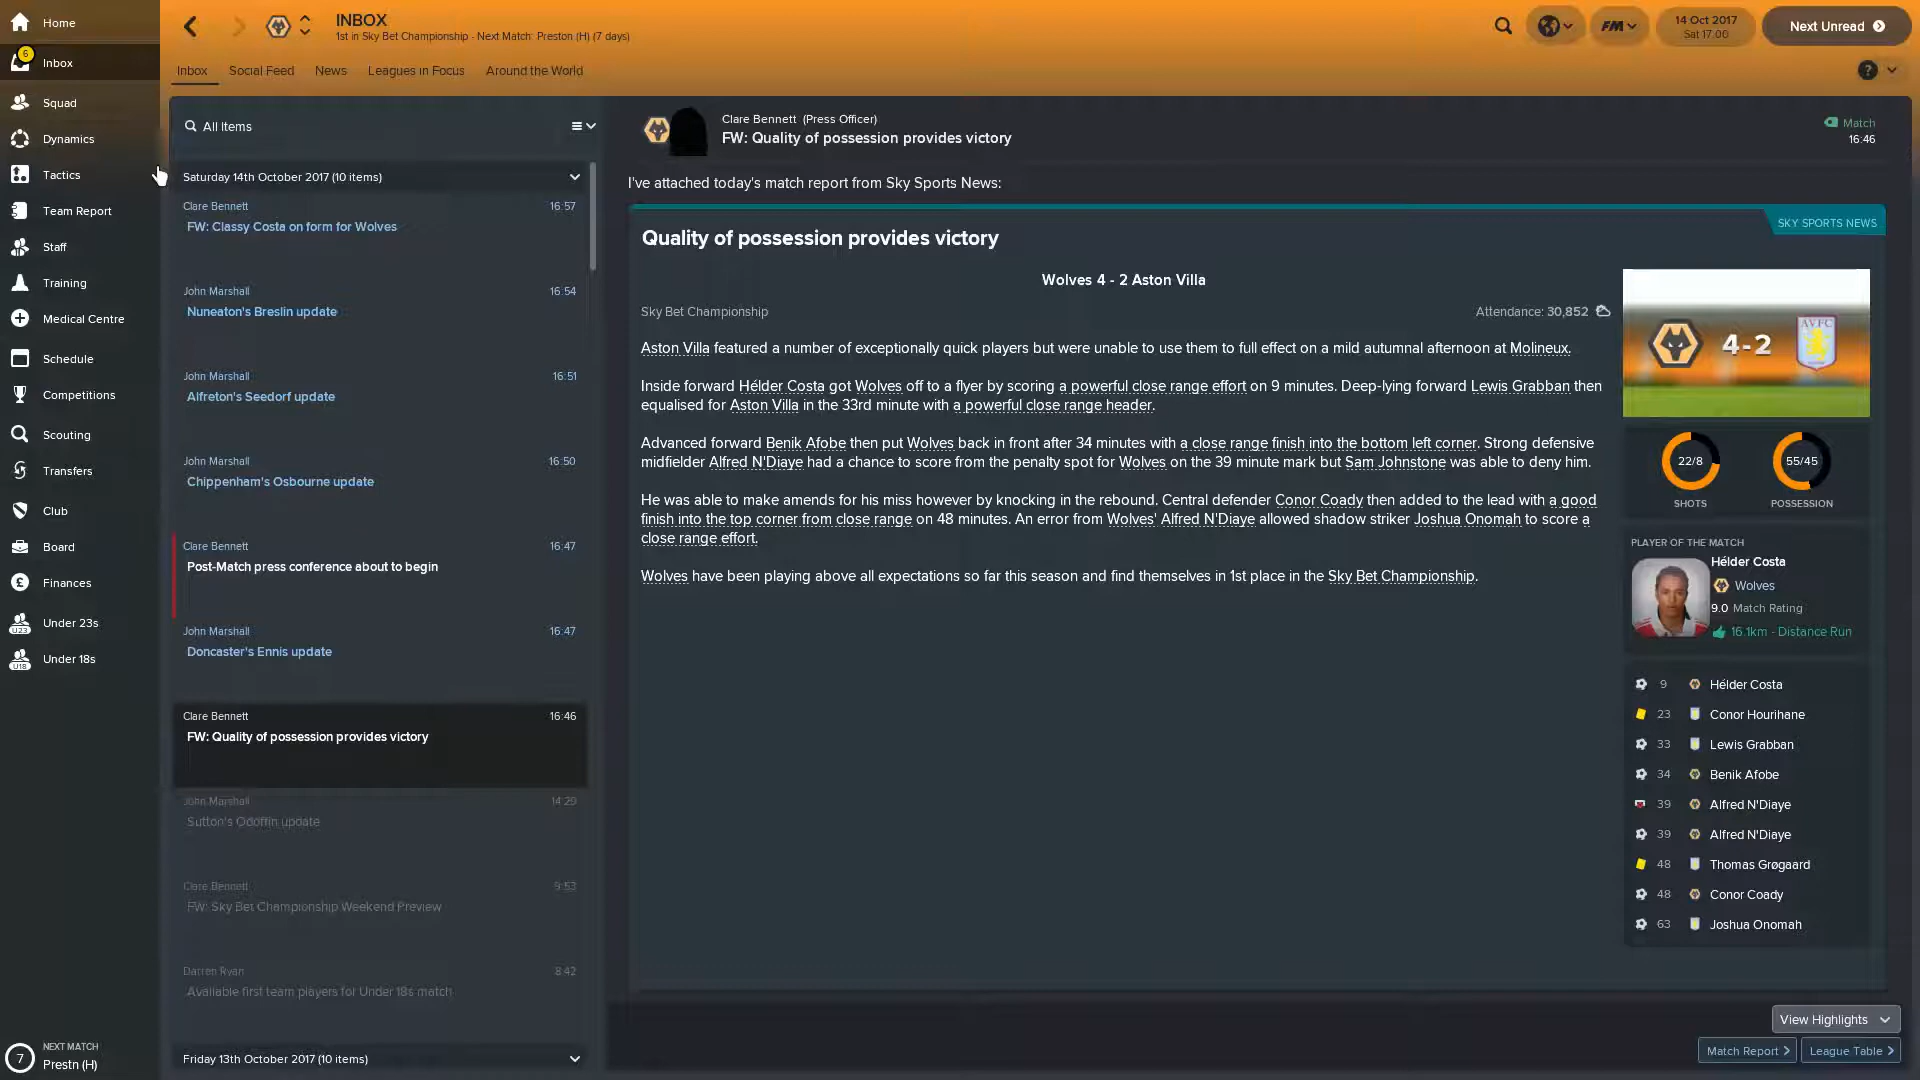 Home
6
Inbox
Squad
Dynamics
Tactics
Team Report
Staff
Training
Medical Centre
Schedule
Competitions
Scouting
Transfers
Club
Board
Finances
U23
Under 23s
U18
Under 18s
7
NEXT MATCH
Prestn (H)
INBOX
1st in Sky Bet Championship - Next Match: Preston (H) (7 days)
FM
14 Oct 2017
Sat 17:00
Next Unread
Inbox
Social Feed
News
Leagues in Focus
Around the World
?
All Items
Saturday 14th October 2017 (10 items)
Clare Bennett 16:57
FW: Classy Costa on form for Wolves
John Marshall 16:54
Nuneaton's Breslin update
John Marshall 16:51
Alfreton's Seedorf update
John Marshall 16:50
Chippenham's Osbourne update
Clare Bennett 16:47
Post-Match press conference about to begin
John Marshall 16:47
Doncaster's Ennis update
Clare Bennett 16:46
FW: Quality of possession provides victory
John Marshall 14:29
Sutton's Odoffin update
Clare Bennett 9:53
FW: Sky Bet Championship Weekend Preview
Darren Ryan 8:42
Available first team players for Under 18s match
Friday 13th October 2017 (10 items)
Clare Bennett (Press Officer)
FW: Quality of possession provides victory
Match
16:46
I've attached today's match report from Sky Sports News:
SKY SPORTS NEWS
Quality of possession provides victory
Wolves 4 - 2 Aston Villa
Sky Bet Championship Attendance: 30,852
Aston Villa featured a number of exceptionally quick players but were unable to use them to full effect on a mild autumnal afternoon at Molineux.
Inside forward Hélder Costa got Wolves off to a flyer by scoring a powerful close range effort on 9 minutes. Deep-lying forward Lewis Grabban then
equalised for Aston Villa in the 33rd minute with a powerful close range header.
Advanced forward Benik Afobe then put Wolves back in front after 34 minutes with a close range finish into the bottom left corner. Strong defensive
midfielder Alfred N'Diaye had a chance to score from the penalty spot for Wolves on the 39 minute mark but Sam Johnstone was able to deny him.
He was able to make amends for his miss however by knocking in the rebound. Central defender Conor Coady then added to the lead with a good
finish into the top corner from close range on 48 minutes. An error from Wolves' Alfred N'Diaye allowed shadow striker Joshua Onomah to score a
close range effort.
Wolves have been playing above all expectations so far this season and find themselves in 1st place in the Sky Bet Championship.
4-2
AVFC
22/8
SHOTS
55/45
POSSESSION
PLAYER OF THE MATCH
Hélder Costa
Wolves
9.0 Match Rating
16.1km - Distance Run
9 Hélder Costa
23 Conor Hourihane
33 Lewis Grabban
34 Benik Afobe
39 Alfred N'Diaye
39 Alfred N'Diaye
48 Thomas Grøgaard
48 Conor Coady
63 Joshua Onomah
View Highlights
Match Report
League Table